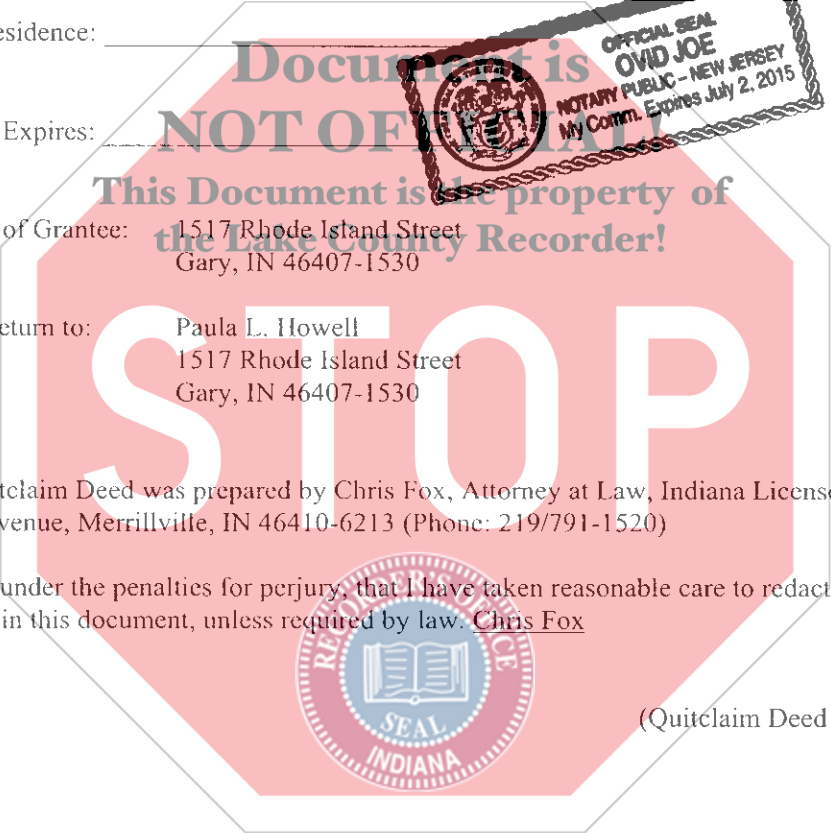 esidence:
OFFICIAL SEAL
OVID JOE
NOTARY PUBLIC - NEW JERSEY
My Comm. Expires July 2, 2015
Document is
Expires:
NOT OFFICIAL!
This Document is the property of
of Grantee: 1517 Rhode Island Street
the Lake County Recorder!
Gary, IN 46407-1530
eturn to: Paula L. Howell
1517 Rhode Island Street
Gary, IN 46407-1530
STOP
tclaim Deed was prepared by Chris Fox, Attorney at Law, Indiana License
venue, Merrillville, IN 46410-6213 (Phone: 219/791-1520)
under the penalties for perjury, that I have taken reasonable care to redact
in this document, unless required by law. Chris Fox
RECORDER'S OFFICE
SEAL
INDIANA
(Quitclaim Deed